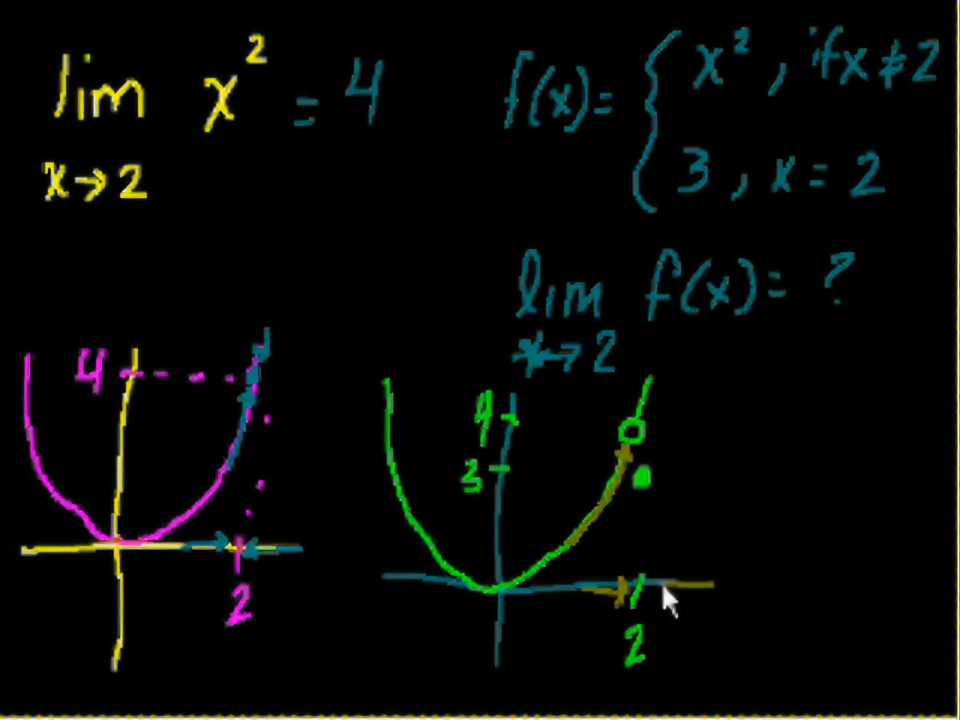 lim x² = 4
x→2
f(x) = { x², if x ≠ 2
3, x = 2
lim f(x) = ?
x→2
4
2
4
3
2